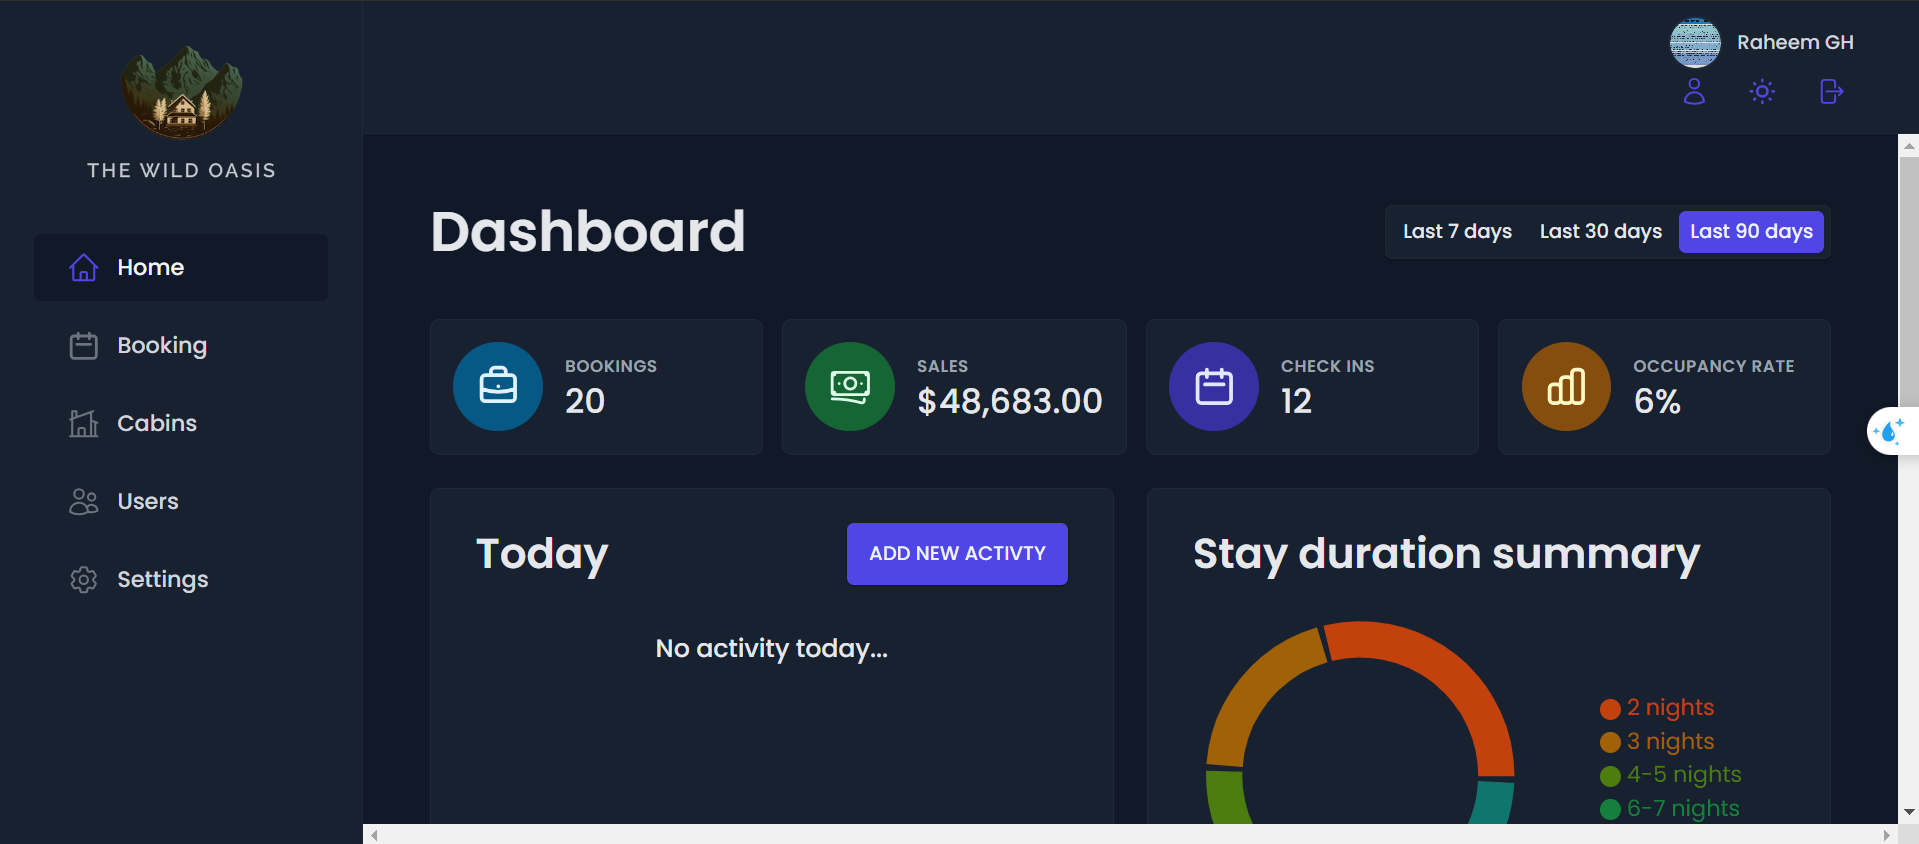 Raheem GH
THE WILD OASIS
Home
Booking
Cabins
Users
Settings
Dashboard
Last 7 days
Last 30 days
Last 90 days
BOOKINGS
20
SALES
$48,683.00
CHECK INS
12
OCCUPANCY RATE
6%
Today
ADD NEW ACTIVTY
No activity today...
Stay duration summary
2 nights
3 nights
4-5 nights
6-7 nights